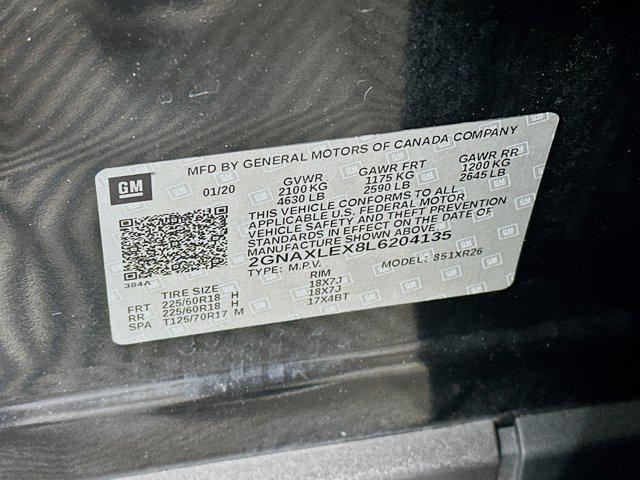 MFD BY GENERAL MOTORS OF CANADA COMPANY
GM
01/20 GVWR GAWR FRT GAWR RR
2100 KG 1175 KG 1200 KG
4630 LB 2590 LB 2645 LB
THIS VEHICLE CONFORMS TO ALL
APPLICABLE U.S. FEDERAL MOTOR
VEHICLE SAFETY AND THEFT PREVENTION
STANDARDS IN EFFECT ON THE DATE OF
MANUFACTURE SHOWN ABOVE
2GNAXLEX8L6204135
TYPE: M.P.V. MODEL: 851XR26
384A
TIRE SIZE RIM
FRT 225/60R18 H 18X7J
RR 225/60R18 H 18X7J
SPA T125/70R17 M 17X4BT